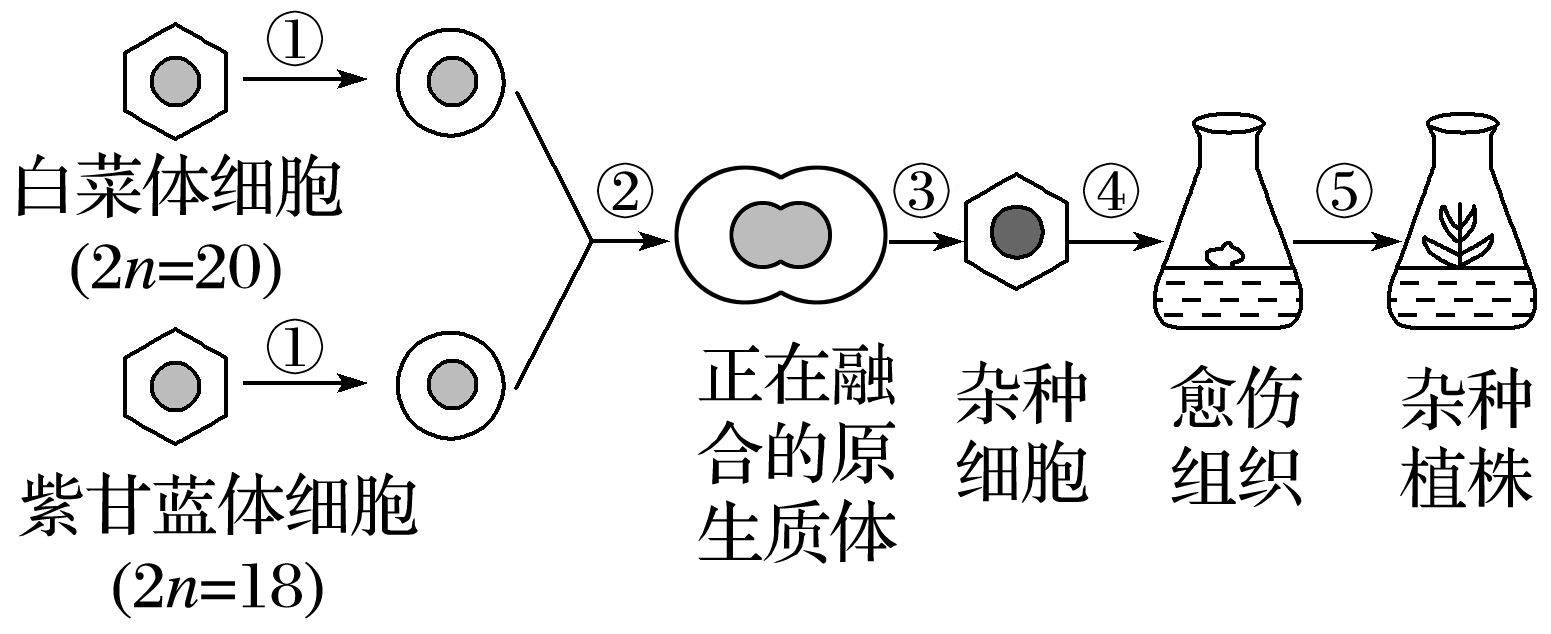 ①
白菜体细胞
(2n=20)
①
紫甘蓝体细胞
(2n=18)
②
正在融
合的原
生质体
③
杂种
细胞
④
愈伤
组织
⑤
杂种
植株